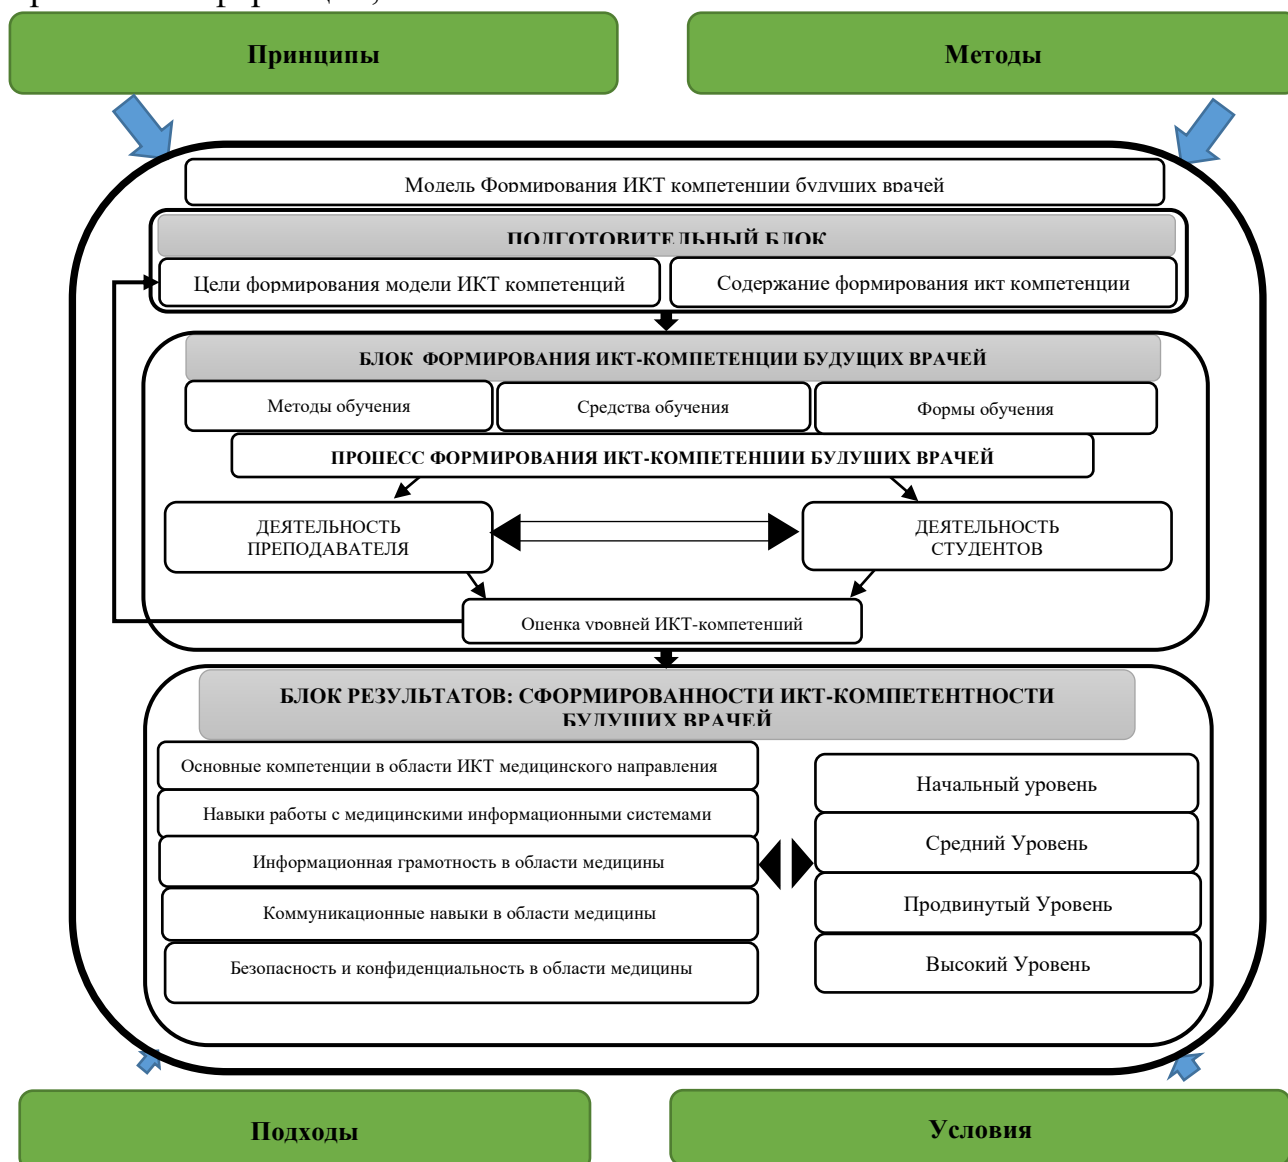 Принципы
Методы
Модель Формирования ИКТ компетенции будущих врачей
ПОДГОТОВИТЕЛЬНЫЙ БЛОК
Цели формирования модели ИКТ компетенций
Содержание формирования икт компетенции
БЛОК ФОРМИРОВАНИЯ ИКТ-КОМПЕТЕНЦИИ БУДУЩИХ ВРАЧЕЙ
Методы обучения
Средства обучения
Формы обучения
ПРОЦЕСС ФОРМИРОВАНИЯ ИКТ-КОМПЕТЕНЦИИ БУДУЩИХ ВРАЧЕЙ
ДЕЯТЕЛЬНОСТЬ
ПРЕПОДАВАТЕЛЯ
ДЕЯТЕЛЬНОСТЬ
СТУДЕНТОВ
Оценка уровней ИКТ-компетенций
БЛОК РЕЗУЛЬТАТОВ: СФОРМИРОВАННОСТИ ИКТ-КОМПЕТЕНТНОСТИ
БУДУЩИХ ВРАЧЕЙ
Основные компетенции в области ИКТ медицинского направления
Навыки работы с медицинскими информационными системами
Информационная грамотность в области медицины
Коммуникационные навыки в области медицины
Безопасность и конфиденциальность в области медицины
Начальный уровень
Средний Уровень
Продвинутый Уровень
Высокий Уровень
Подходы
Условия